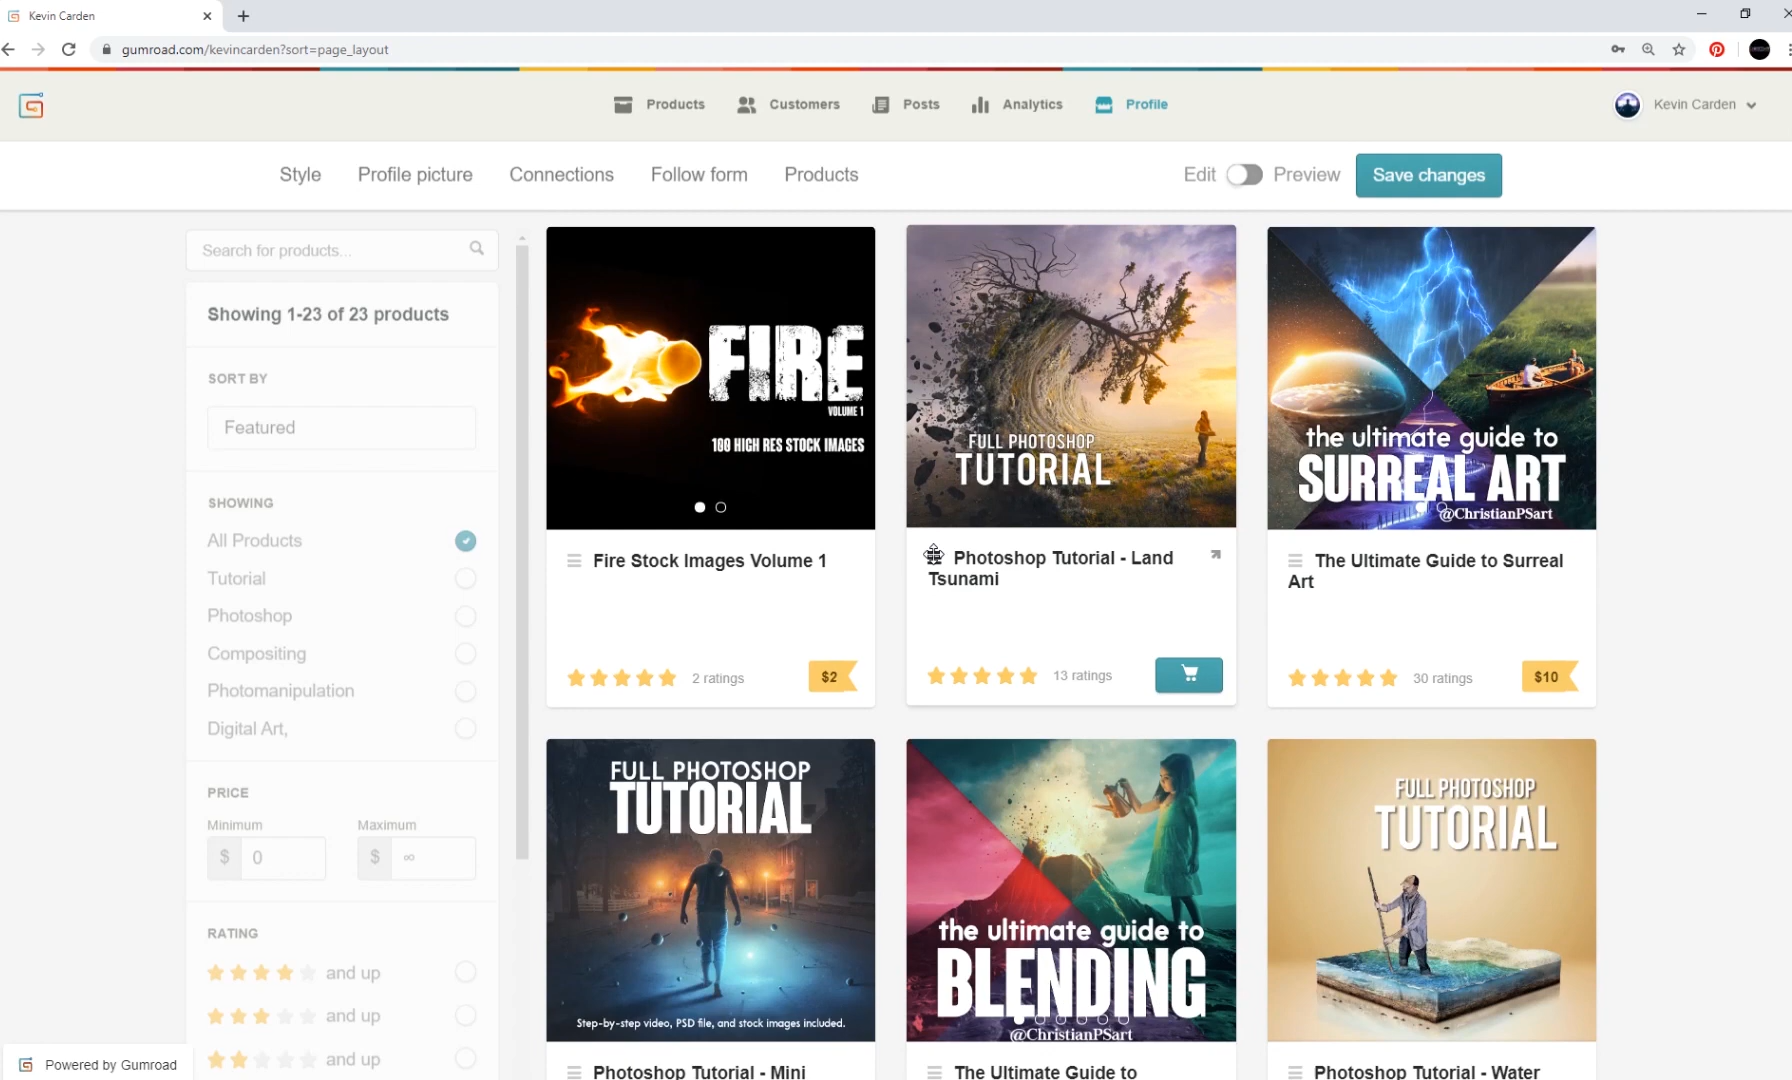 Kevin Carden
gumroad.com/kevincarden?sort=page_layout
Products
Customers
Posts
Analytics
Profile
Kevin Carden
Style
Profile picture
Connections
Follow form
Products
Edit
Preview
Save changes
Search for products...
Showing 1-23 of 23 products
SORT BY
Featured
SHOWING
All Products
Tutorial
Photoshop
Compositing
Photomanipulation
Digital Art,
PRICE
Minimum
Maximum
$ 0
$ ∞
RATING
and up
and up
and up
Powered by Gumroad
FIRE
VOLUME 1
100 HIGH RES STOCK IMAGES
Fire Stock Images Volume 1
2 ratings
$2
FULL PHOTOSHOP
TUTORIAL
Photoshop Tutorial - Land
Tsunami
13 ratings
the ultimate guide to
SURREAL ART
@ChristianPSart
The Ultimate Guide to Surreal
Art
30 ratings
$10
FULL PHOTOSHOP
TUTORIAL
Step-by-step video, PSD file, and stock images included.
Photoshop Tutorial - Mini
the ultimate guide to
BLENDING
@ChristianPSart
The Ultimate Guide to
FULL PHOTOSHOP
TUTORIAL
Photoshop Tutorial - Water